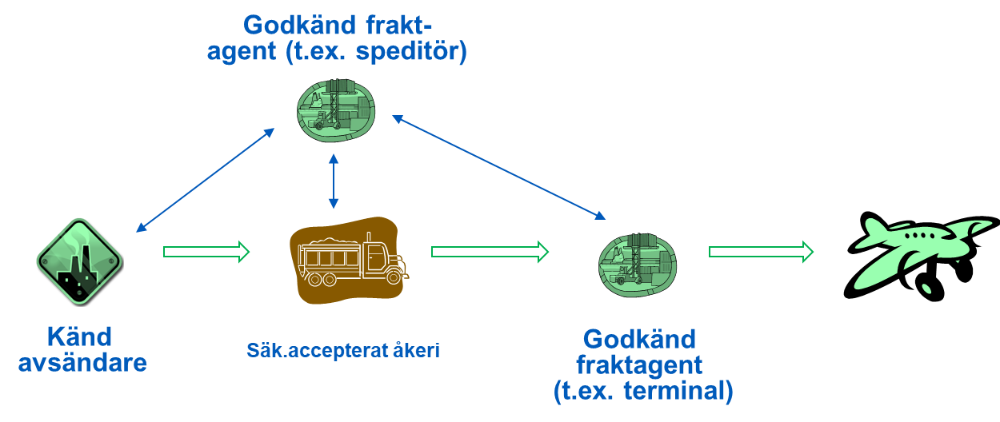 Godkänd frakt-
agent (t.ex. speditör)
Känd
avsändare
Säk.accepterat åkeri
Godkänd
fraktagent
(t.ex. terminal)